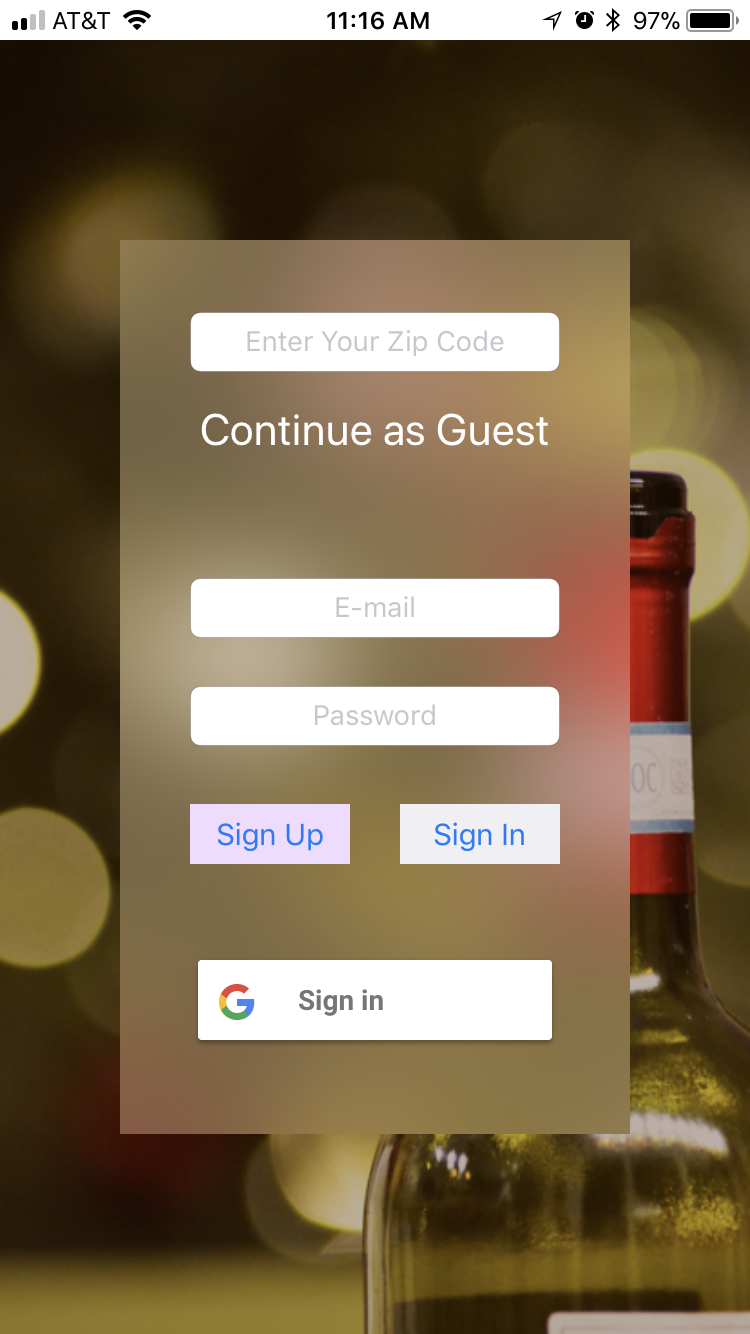 AT&T 11:16 AM 97%
Enter Your Zip Code
Continue as Guest
E-mail
Password
OC
Sign Up Sign In
Sign in